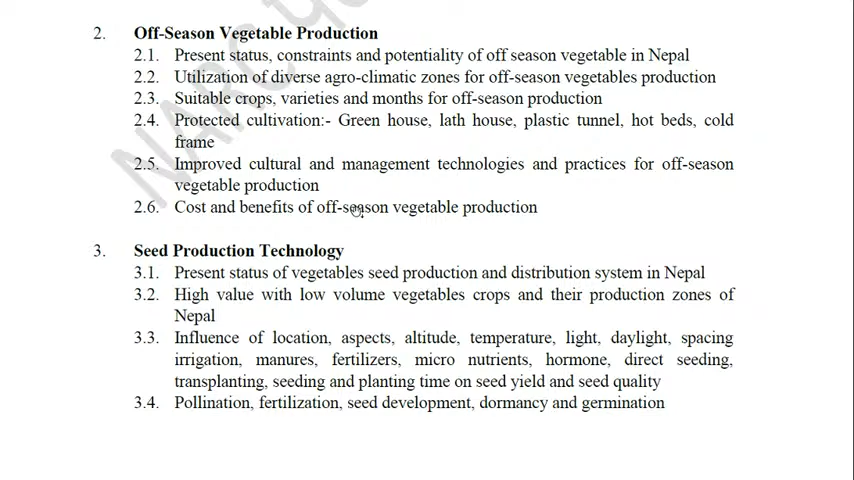 2. Off-Season Vegetable Production
2.1. Present status, constraints and potentiality of off season vegetable in Nepal
2.2. Utilization of diverse agro-climatic zones for off-season vegetables production
2.3. Suitable crops, varieties and months for off-season production
2.4. Protected cultivation:- Green house, lath house, plastic tunnel, hot beds, cold
frame
2.5. Improved cultural and management technologies and practices for off-season
vegetable production
2.6. Cost and benefits of off-season vegetable production
3. Seed Production Technology
3.1. Present status of vegetables seed production and distribution system in Nepal
3.2. High value with low volume vegetables crops and their production zones of
Nepal
3.3. Influence of location, aspects, altitude, temperature, light, daylight, spacing
irrigation, manures, fertilizers, micro nutrients, hormone, direct seeding,
transplanting, seeding and planting time on seed yield and seed quality
3.4. Pollination, fertilization, seed development, dormancy and germination
NARC